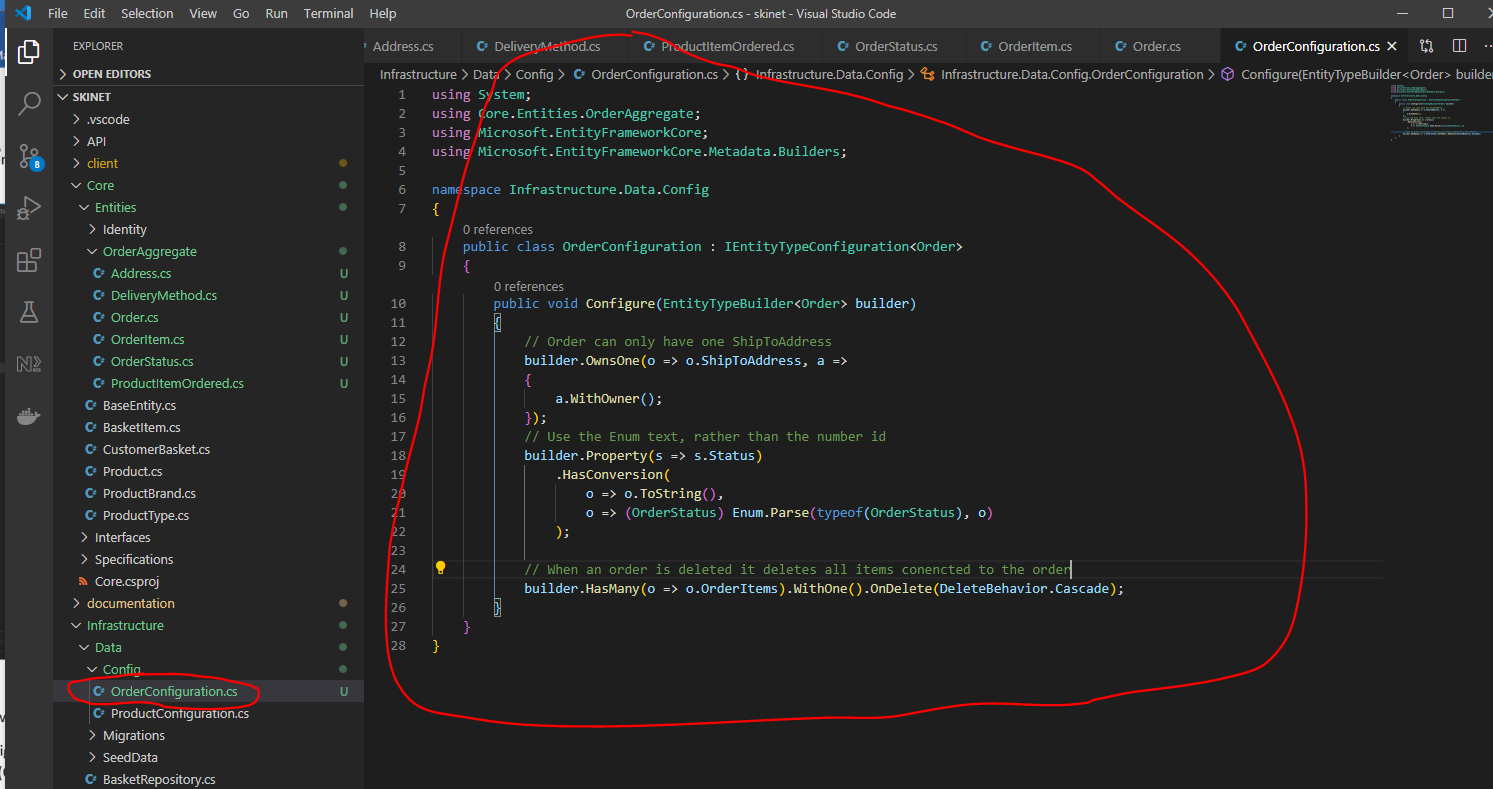 File Edit Selection View Go Run Terminal Help OrderConfiguration.cs - skinet - Visual Studio Code
EXPLORER
OPEN EDITORS
SKINET
.vscode
API
client
Core
Entities
Identity
OrderAggregate
C# Address.cs U
C# DeliveryMethod.cs U
C# Order.cs U
C# OrderItem.cs U
C# OrderStatus.cs U
C# ProductItemOrdered.cs U
C# BaseEntity.cs
C# BasketItem.cs
C# CustomerBasket.cs
C# Product.cs
C# ProductBrand.cs
C# ProductType.cs
Interfaces
Specifications
Core.csproj
documentation
Infrastructure
Data
Config
C# OrderConfiguration.cs U
C# ProductConfiguration.cs
Migrations
SeedData
C# BasketRepository.cs
8
Address.cs C# DeliveryMethod.cs C# ProductItemOrdered.cs C# OrderStatus.cs C# OrderItem.cs C# Order.cs C# OrderConfiguration.cs
Infrastructure > Data > Config > C# OrderConfiguration.cs > {} Infrastructure.Data.Config > Infrastructure.Data.Config.OrderConfiguration > Configure(EntityTypeBuilder<Order> builder
1 using System;
2 using Core.Entities.OrderAggregate;
3 using Microsoft.EntityFrameworkCore;
4 using Microsoft.EntityFrameworkCore.Metadata.Builders;
5
6 namespace Infrastructure.Data.Config
7 {
0 references
8 public class OrderConfiguration : IEntityTypeConfiguration<Order>
9 {
0 references
10 public void Configure(EntityTypeBuilder<Order> builder)
11 {
12 // Order can only have one ShipToAddress
13 builder.OwnsOne(o => o.ShipToAddress, a =>
14 {
15 a.WithOwner();
16 });
17 // Use the Enum text, rather than the number id
18 builder.Property(s => s.Status)
19 .HasConversion(
20 o => o.ToString(),
21 o => (OrderStatus) Enum.Parse(typeof(OrderStatus), o)
22 );
23
24 // When an order is deleted it deletes all items conencted to the order
25 builder.HasMany(o => o.OrderItems).WithOne().OnDelete(DeleteBehavior.Cascade);
26 }
27 }
28 }